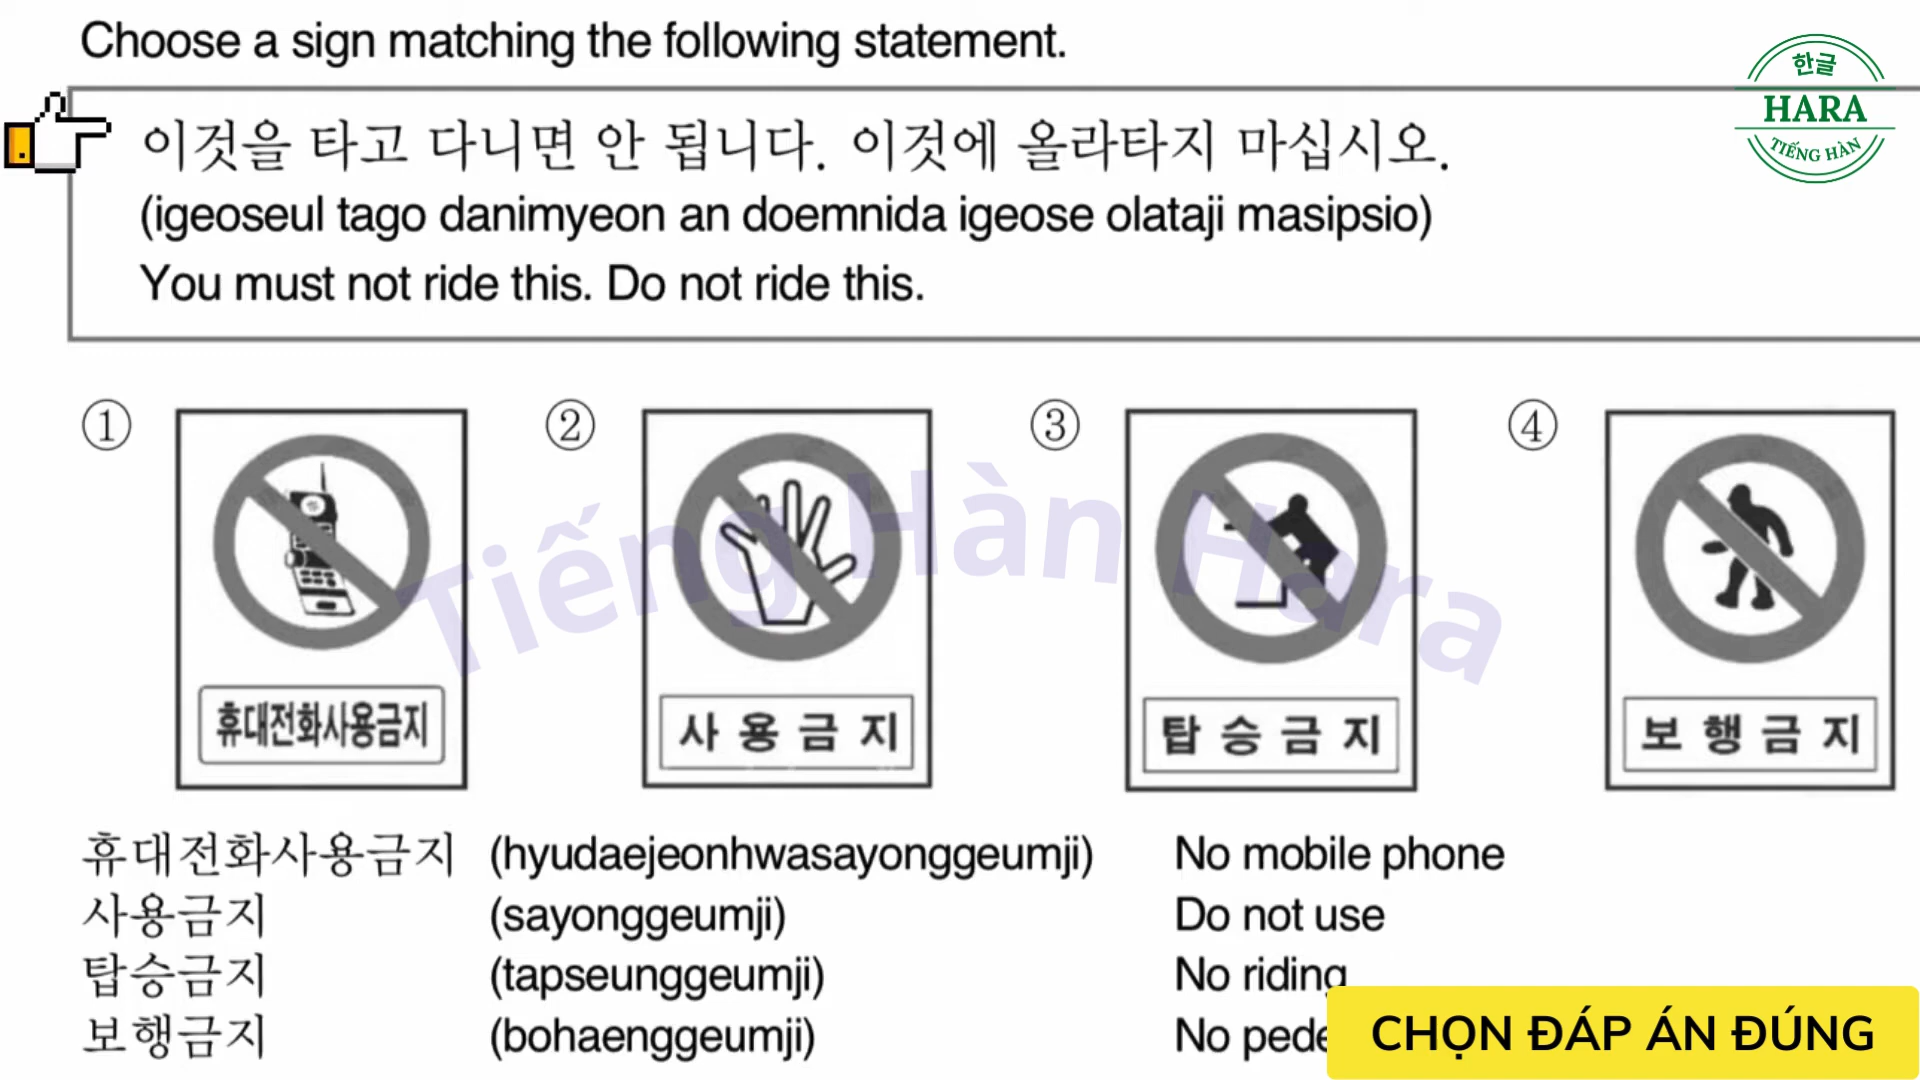 Choose a sign matching the following statement.
한글
HARA
TIẾNG HÀN
이것을 타고 다니면 안 됩니다. 이것에 올라타지 마십시오.
(igeoseul tago danimyeon an doemnida igeose olataji masipsio)
You must not ride this. Do not ride this.
① ② ③ ④
휴대전화사용금지
사용금지
탑승금지
보행금지
Tiếng Hàn Hara
휴대전화사용금지 (hyudaejeonhwasayonggeumji) No mobile phone
사용금지 (sayonggeumji) Do not use
탑승금지 (tapseunggeumji) No riding
보행금지 (bohaenggeumji) No pede
CHỌN ĐÁP ÁN ĐÚNG